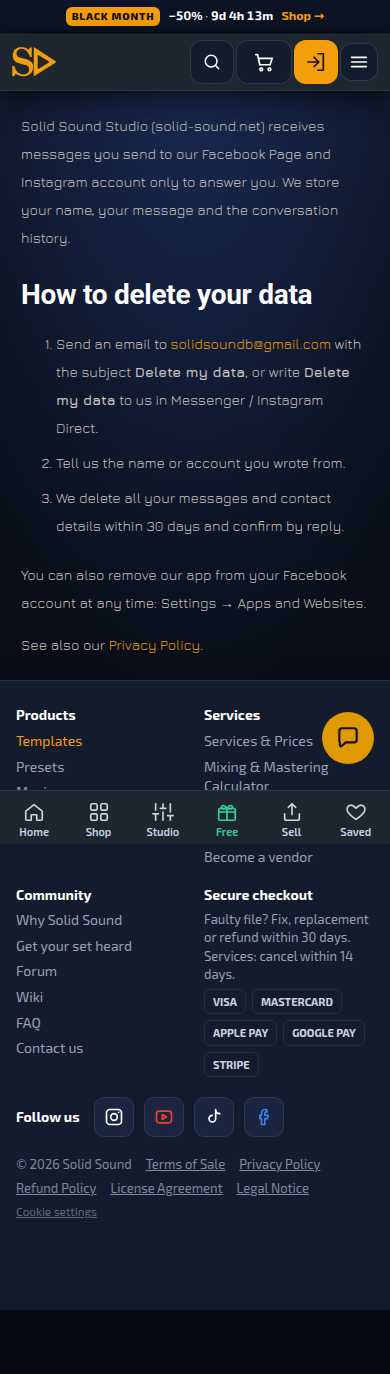 BLACK MONTH −50% · 9d 4h 13m Shop →
SD
Solid Sound Studio (solid-sound.net) receives
messages you send to our Facebook Page and
Instagram account only to answer you. We store
your name, your message and the conversation
history.
How to delete your data
1. Send an email to solidsoundb@gmail.com with
the subject Delete my data, or write Delete
my data to us in Messenger / Instagram
Direct.
2. Tell us the name or account you wrote from.
3. We delete all your messages and contact
details within 30 days and confirm by reply.
You can also remove our app from your Facebook
account at any time: Settings → Apps and Websites.
See also our Privacy Policy.
Products
Templates
Presets
Services
Services & Prices
Mixing & Mastering
Calculator
Home Shop Studio Free Sell Saved
Become a vendor
Community
Why Solid Sound
Get your set heard
Forum
Wiki
FAQ
Contact us
Secure checkout
Faulty file? Fix, replacement
or refund within 30 days.
Services: cancel within 14
days.
VISA MASTERCARD
APPLE PAY GOOGLE PAY
STRIPE
Follow us
© 2026 Solid Sound Terms of Sale Privacy Policy
Refund Policy License Agreement Legal Notice
Cookie settings